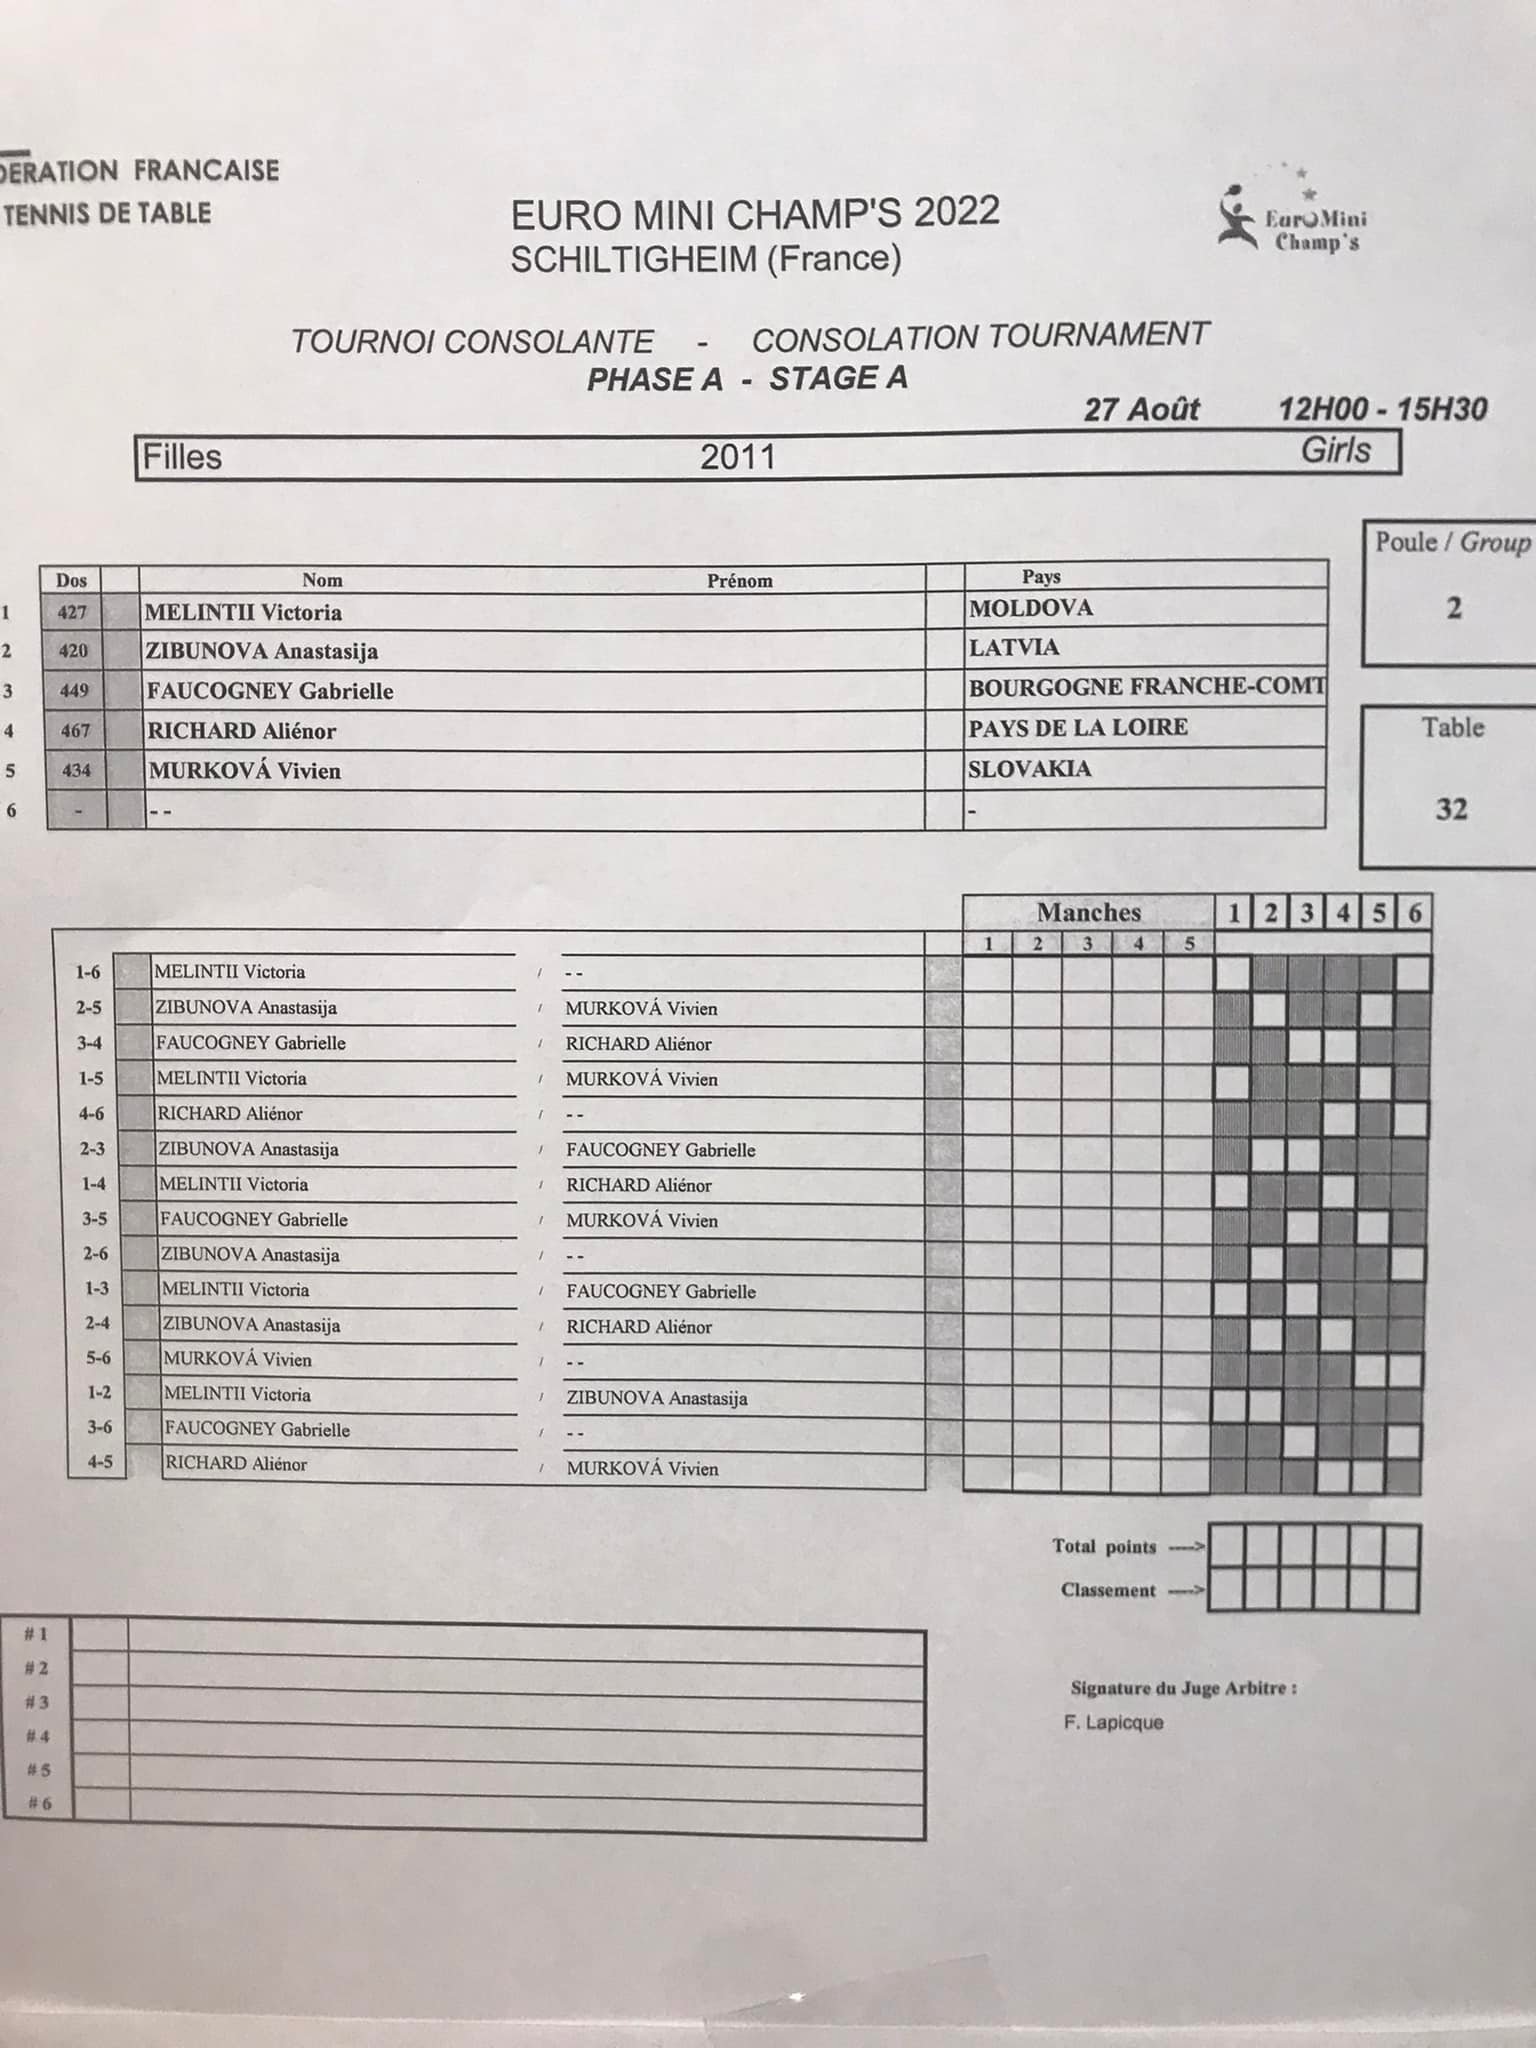 DERATION FRANCAISE
TENNIS DE TABLE
EURO MINI CHAMP'S 2022
SCHILTIGHEIM (France)
EurOMini
Champ's
TOURNOI CONSOLANTE - CONSOLATION TOURNAMENT
PHASE A - STAGE A
27 Août 12H00 - 15H30
Filles 2011 Girls
Poule / Group
2
Table
32
Dos Nom Prénom Pays
1 427 MELINTII Victoria MOLDOVA
2 420 ZIBUNOVA Anastasija LATVIA
3 449 FAUCOGNEY Gabrielle BOURGOGNE FRANCHE-COMT
4 467 RICHARD Aliénor PAYS DE LA LOIRE
5 434 MURKOVÁ Vivien SLOVAKIA
6 - - - -
Manches 1 2 3 4 5 6
1 2 3 4 5
1-6 MELINTII Victoria / - -
2-5 ZIBUNOVA Anastasija / MURKOVÁ Vivien
3-4 FAUCOGNEY Gabrielle / RICHARD Aliénor
1-5 MELINTII Victoria / MURKOVÁ Vivien
4-6 RICHARD Aliénor / - -
2-3 ZIBUNOVA Anastasija / FAUCOGNEY Gabrielle
1-4 MELINTII Victoria / RICHARD Aliénor
3-5 FAUCOGNEY Gabrielle / MURKOVÁ Vivien
2-6 ZIBUNOVA Anastasija / - -
1-3 MELINTII Victoria / FAUCOGNEY Gabrielle
2-4 ZIBUNOVA Anastasija / RICHARD Aliénor
5-6 MURKOVÁ Vivien / - -
1-2 MELINTII Victoria / ZIBUNOVA Anastasija
3-6 FAUCOGNEY Gabrielle / - -
4-5 RICHARD Aliénor / MURKOVÁ Vivien
Total points --->
Classement --->
# 1
# 2
# 3
# 4
# 5
# 6
Signature du Juge Arbitre :
F. Lapicque